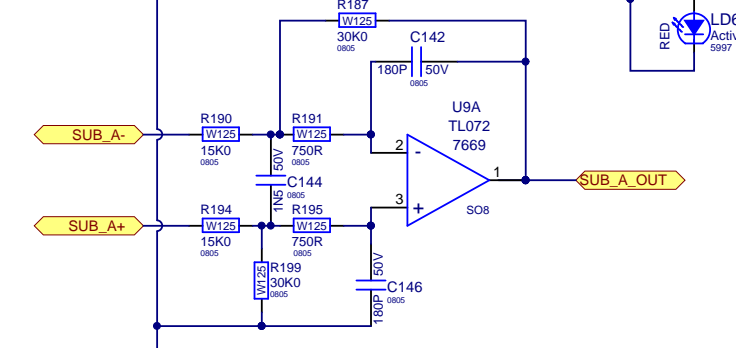 R187
W125
30K0
0805
C142
180P 50V
0805
RED
LD6
Activ
5997
U9A
TL072
7669
SUB_A-
R190
W125
15K0
0805
R191
W125
750R
0805
2
-
50V
C144
0805
1N5
1
SUB_A_OUT
3
+
SO8
SUB_A+
R194
W125
15K0
0805
R195
W125
750R
0805
R199
W125
30K0
0805
50V
C146
0805
180P